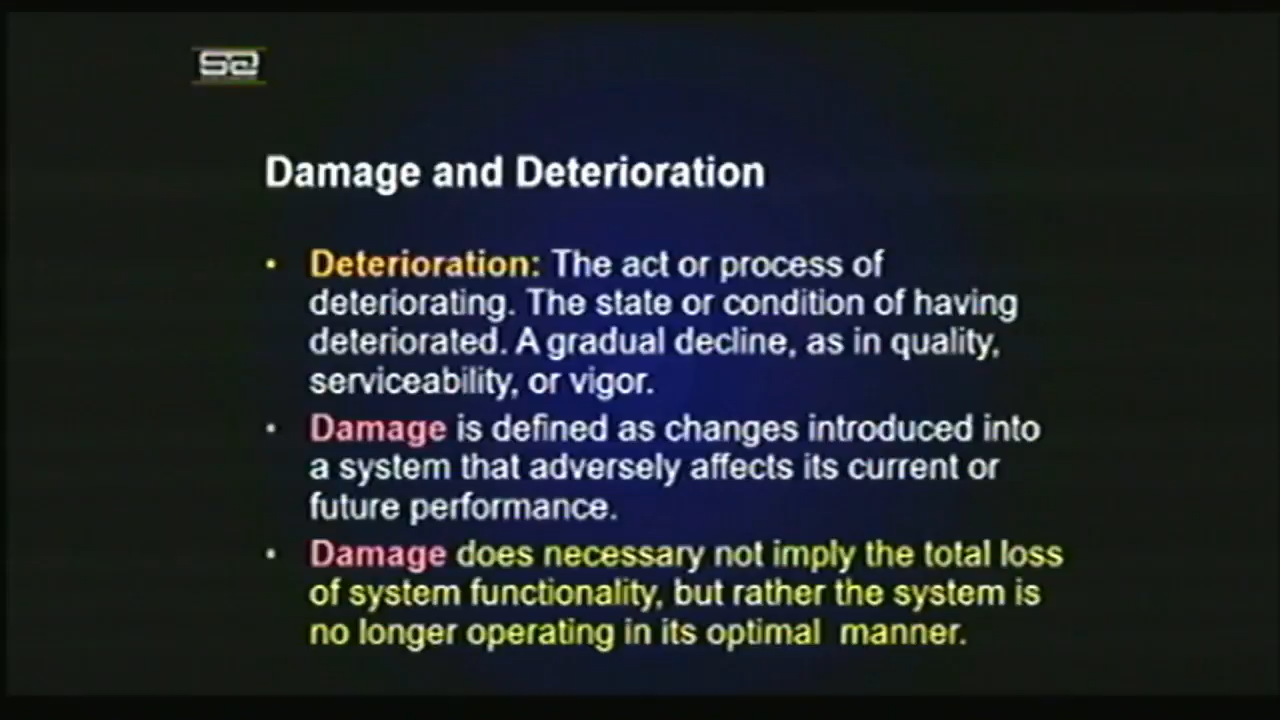 Damage and Deterioration
• Deterioration: The act or process of
deteriorating. The state or condition of having
deteriorated. A gradual decline, as in quality,
serviceability, or vigor.
• Damage is defined as changes introduced into
a system that adversely affects its current or
future performance.
• Damage does necessary not imply the total loss
of system functionality, but rather the system is
no longer operating in its optimal manner.